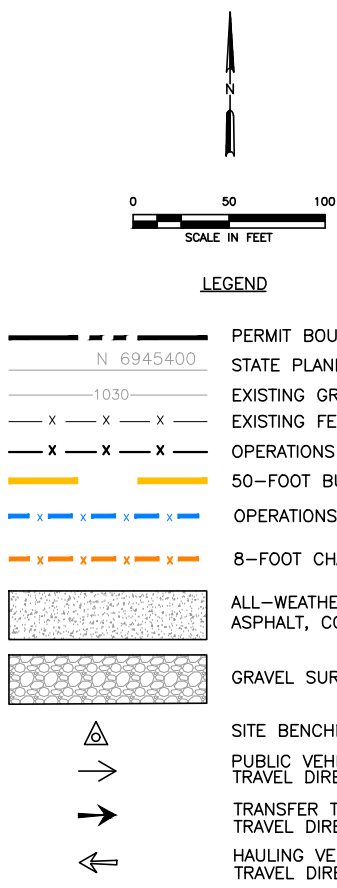 N
0 50 100
SCALE IN FEET
LEGEND
PERMIT BOU
N 6945400
STATE PLAN
1030
EXISTING GR
X X X
EXISTING FE
X X X
OPERATIONS
50-FOOT BU
X X X X
OPERATIONS
X X X X
8-FOOT CHA
ALL-WEATHE
ASPHALT, CO
GRAVEL SUR
SITE BENCH
PUBLIC VEHI
TRAVEL DIRE
TRANSFER T
TRAVEL DIRE
HAULING VE
TRAVEL DIRE